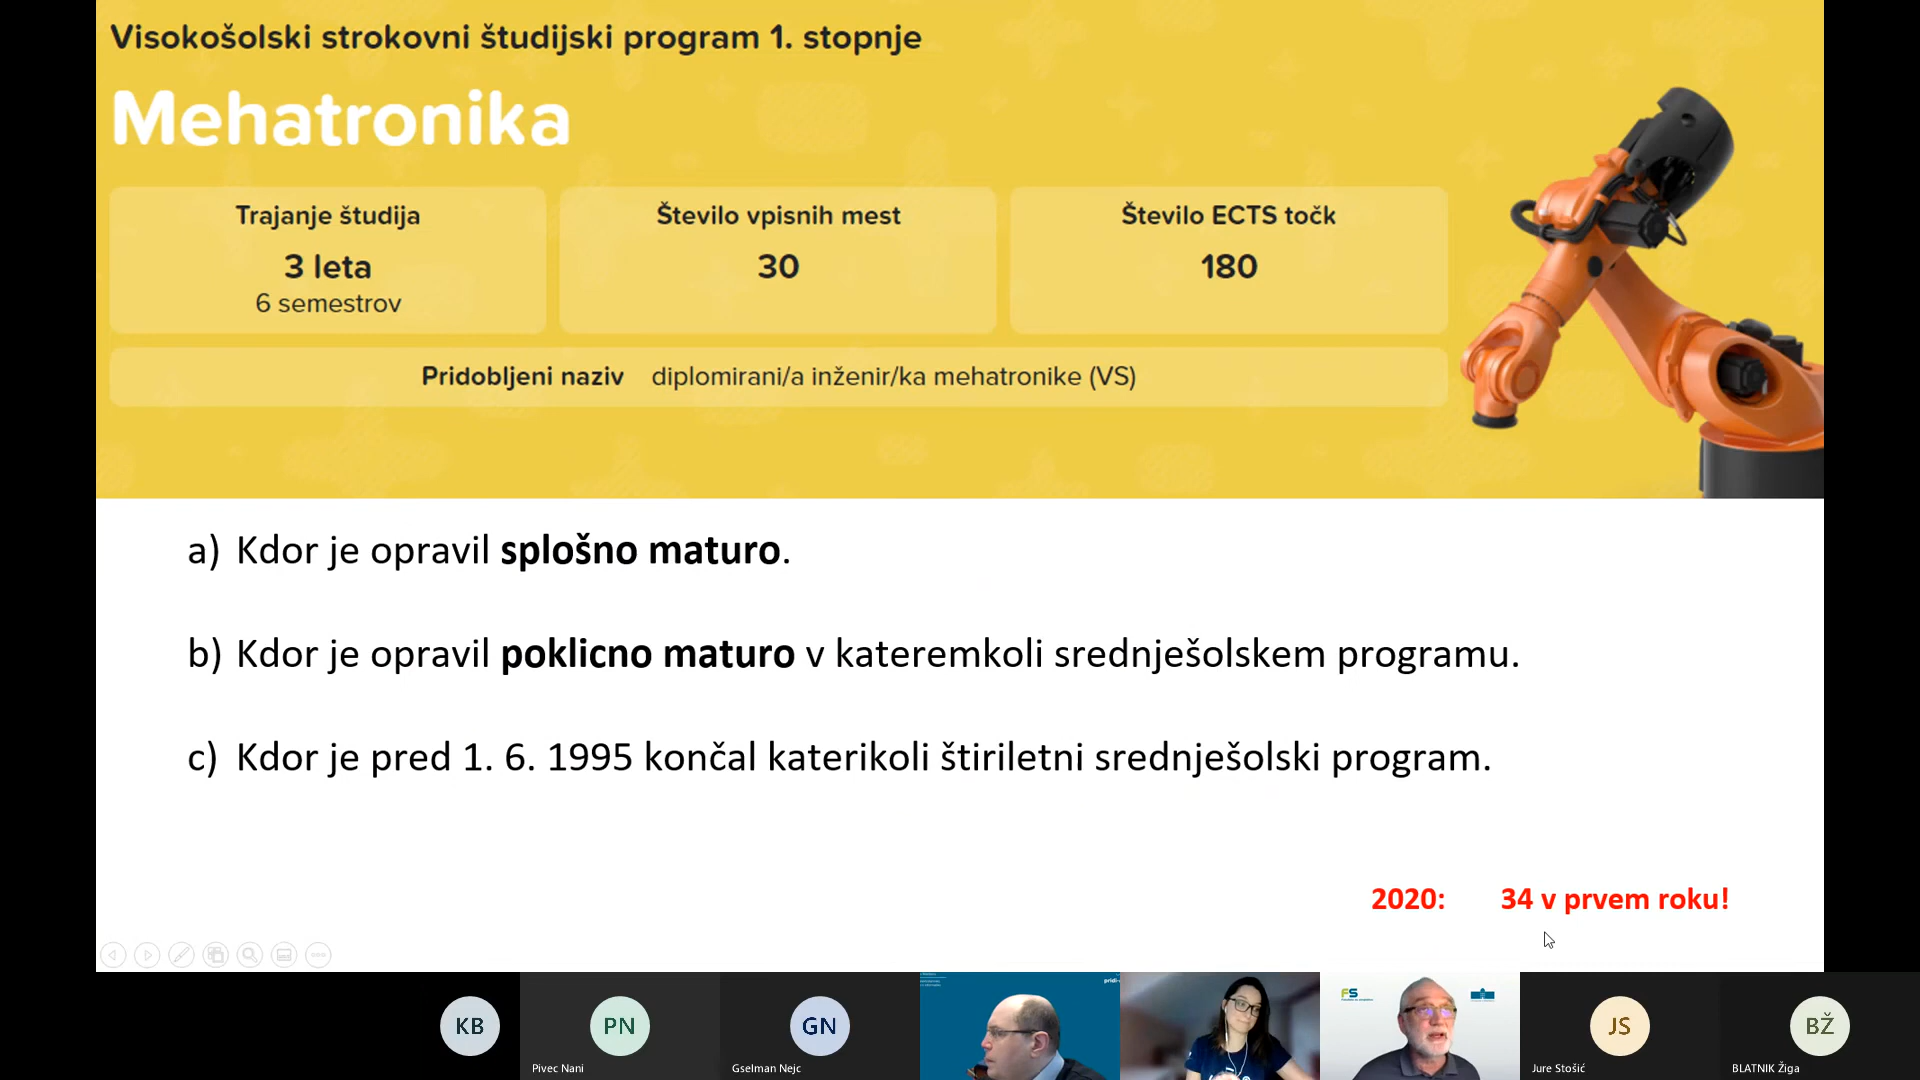 Visokošolski strokovni študijski program 1. stopnje
Mehatronika
Trajanje študija
3 leta
6 semestrov
Število vpisnih mest
30
Število ECTS točk
180
Pridobljeni naziv diplomirani/a inženir/ka mehatronike (VS)
a) Kdor je opravil splošno maturo.
b) Kdor je opravil poklicno maturo v kateremkoli srednješolskem programu.
c) Kdor je pred 1. 6. 1995 končal katerikoli štiriletni srednješolski program.
2020: 34 v prvem roku!
KB
PN
Pivec Nani
GN
Gselman Nejc
pridi
FS
JS
Jure Stošić
BŽ
BLATNIK Žiga